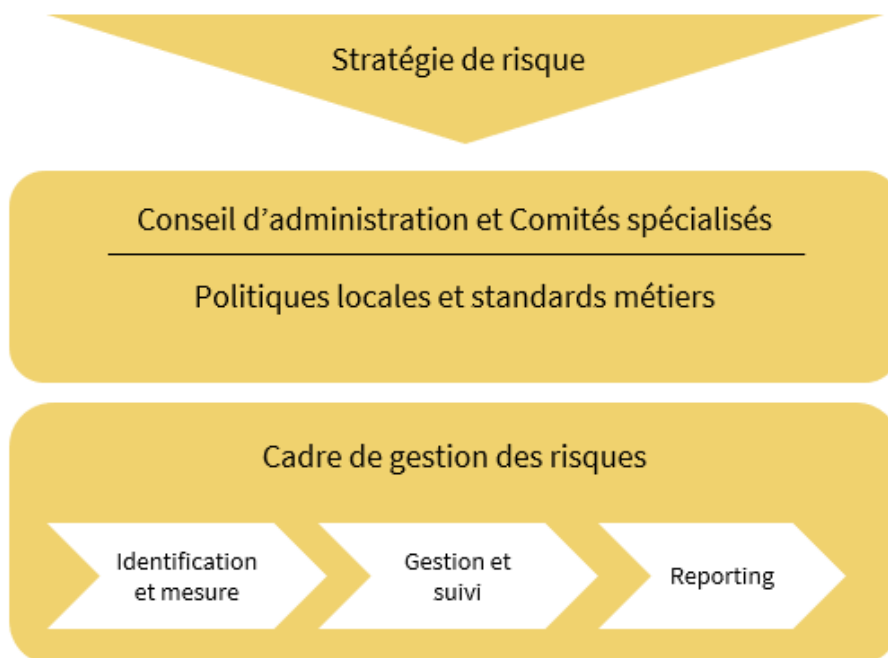 Stratégie de risque
Conseil d’administration et Comités spécialisés
Politiques locales et standards métiers
Cadre de gestion des risques
Identification
et mesure
Gestion et
suivi
Reporting